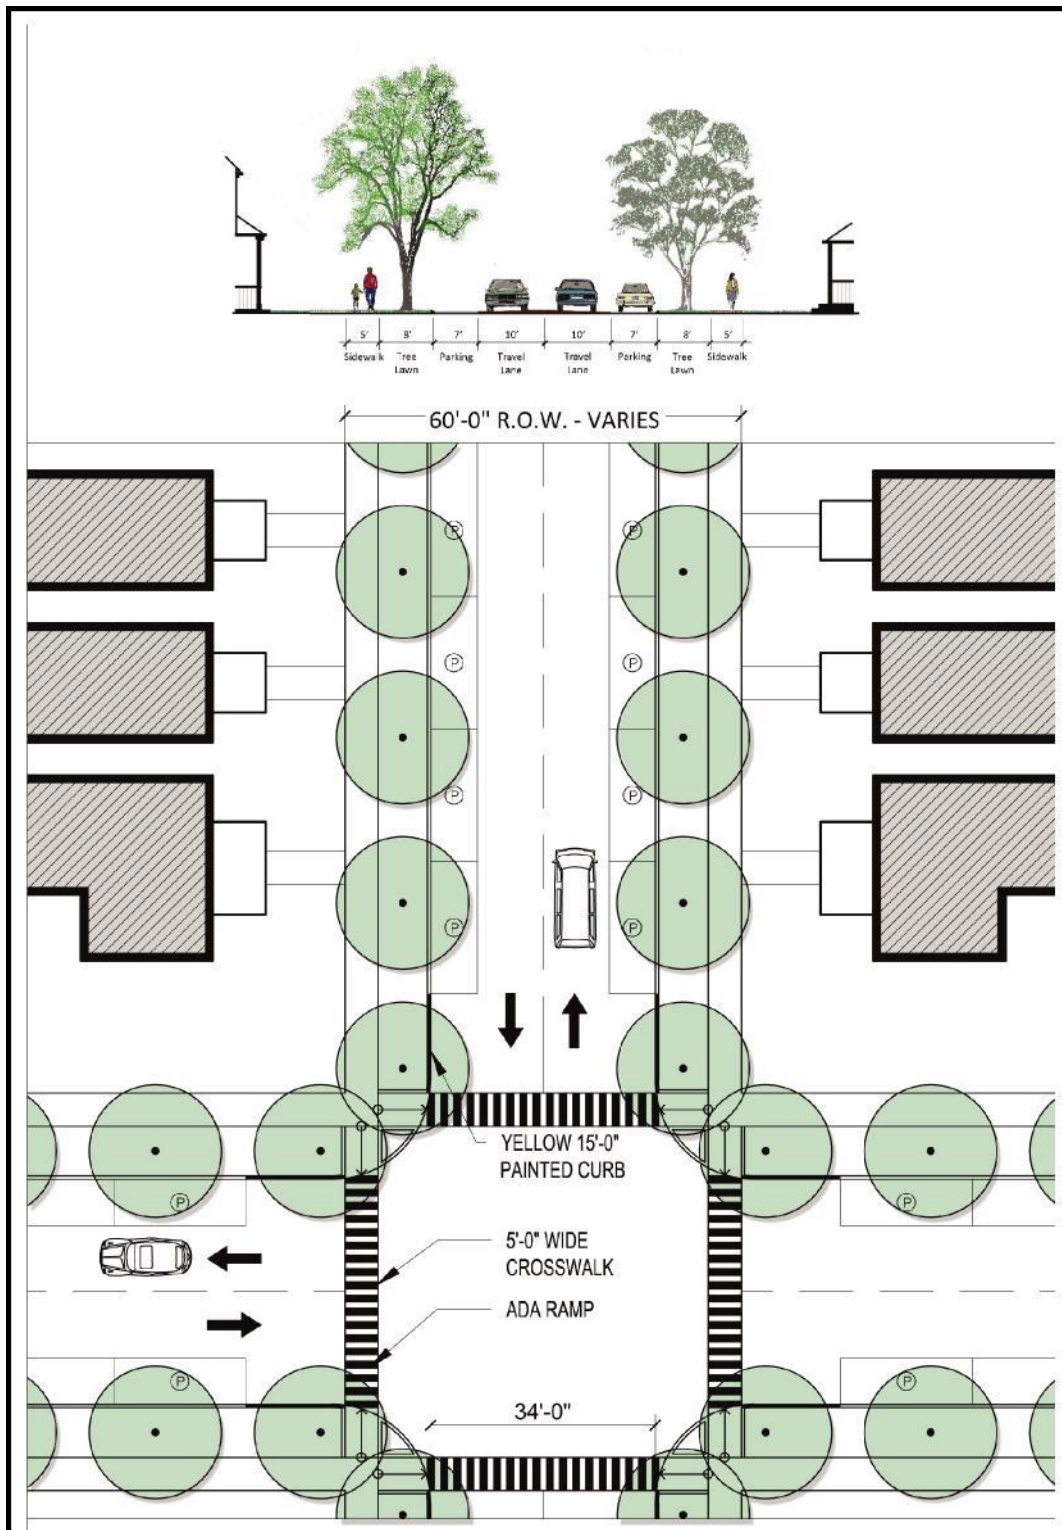 5' 8' 7' 10' 10' 7' 8' 5'
Sidewalk Tree Parking Travel Travel Parking Tree Sidewalk
Lawn Lane Lane Lawn
60'-0" R.O.W. - VARIES
P P
P P
P P
P P
YELLOW 15'-0"
PAINTED CURB
P P
5'-0" WIDE
CROSSWALK
ADA RAMP
P P
34'-0"